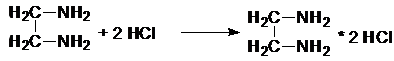 H₂C–NH₂
H₂C–NH₂ + 2 HCl → H₂C–NH₂
H₂C–NH₂ * 2 HCl